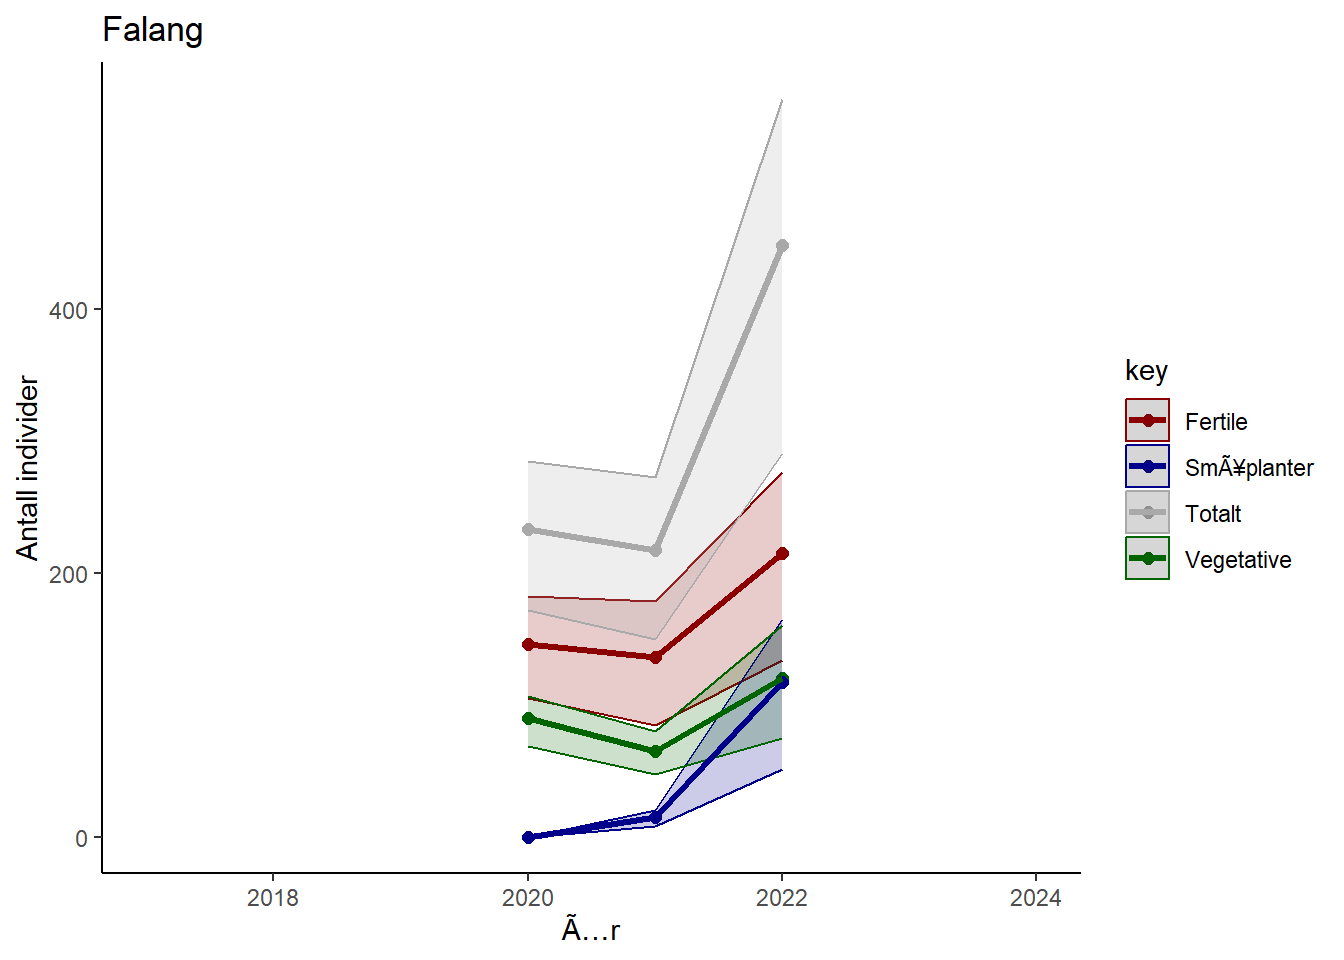 Falang
Antall individer
400
200
0
2018 2020 2022 2024
Ã…r
key
Fertile
SmÃ¥planter
Totalt
Vegetative